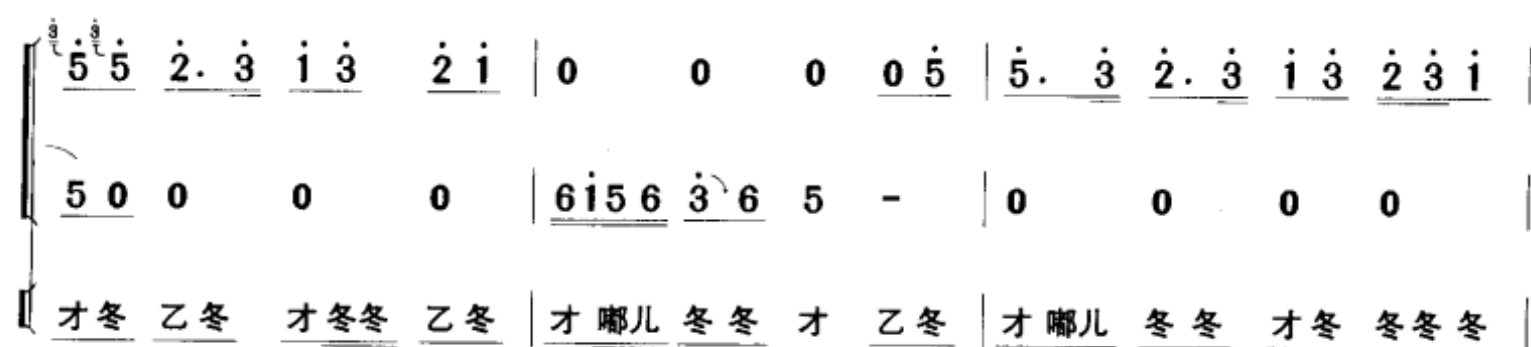 3 5 3 5 2. 3 1 3 2 1 | 0 0 0 0 5 | 5. 3 2. 3 1 3 2 3 1 |
5 0 0 0 0 | 6 i 5 6 3 6 5 - | 0 0 0 0 |
才冬 乙冬 才冬冬 乙冬 | 才嘟儿 冬冬 才 乙冬 | 才嘟儿 冬冬 才冬 冬冬冬 |